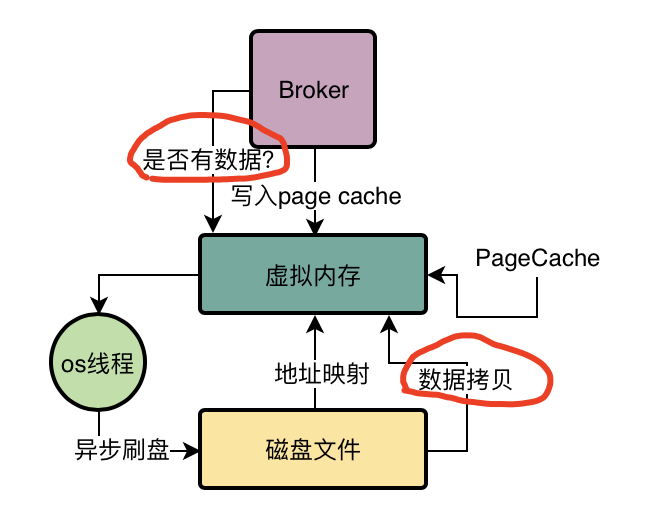 Broker
是否有数据?
写入page cache
PageCache
虚拟内存
os线程
地址映射
数据拷贝
异步刷盘
磁盘文件